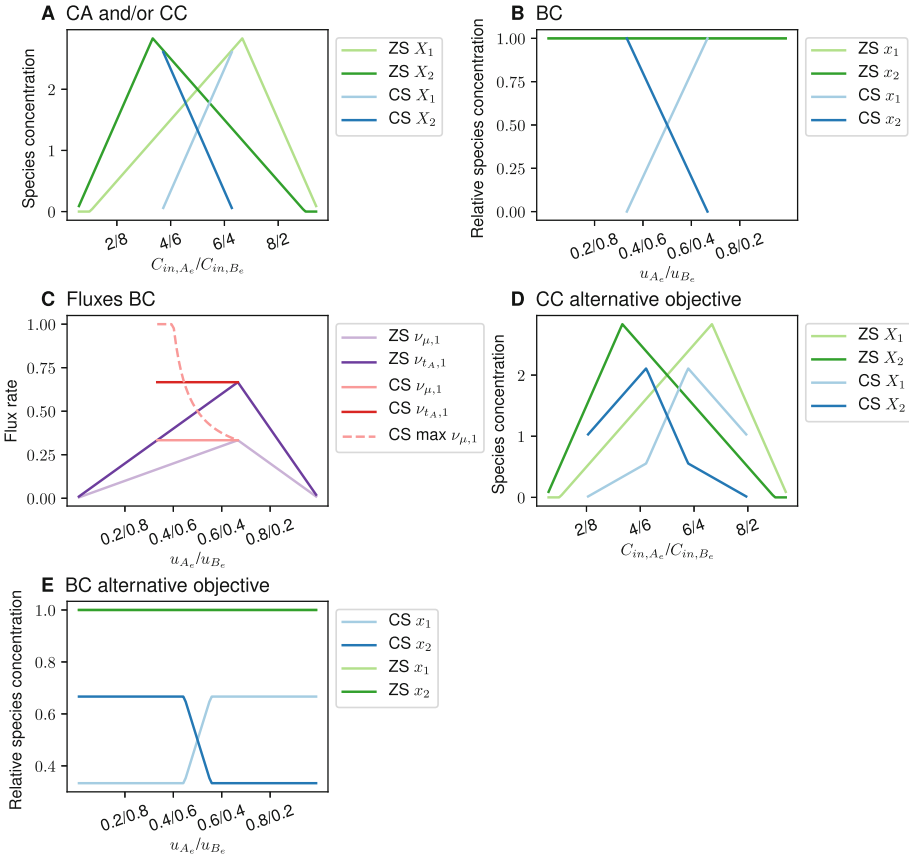 A CA and/or CC
Species concentration
2
1
0
2/8 4/6 6/4 8/2
C_{in,A_e}/C_{in,B_e}
ZS X_1
ZS X_2
CS X_1
CS X_2
B BC
Relative species concentration
1.00
0.75
0.50
0.25
0.00
0.2/0.8 0.4/0.6 0.6/0.4 0.8/0.2
u_{A_e}/u_{B_e}
ZS x_1
ZS x_2
CS x_1
CS x_2
C Fluxes BC
Flux rate
1.00
0.75
0.50
0.25
0.00
0.2/0.8 0.4/0.6 0.6/0.4 0.8/0.2
u_{A_e}/u_{B_e}
ZS ν_{μ,1}
ZS ν_{t_A,1}
CS ν_{μ,1}
CS ν_{t_A,1}
CS max ν_{μ,1}
D CC alternative objective
Species concentration
2
1
0
2/8 4/6 6/4 8/2
C_{in,A_e}/C_{in,B_e}
ZS X_1
ZS X_2
CS X_1
CS X_2
E BC alternative objective
Relative species concentration
1.0
0.8
0.6
0.4
0.2/0.8 0.4/0.6 0.6/0.4 0.8/0.2
u_{A_e}/u_{B_e}
CS x_1
CS x_2
ZS x_1
ZS x_2